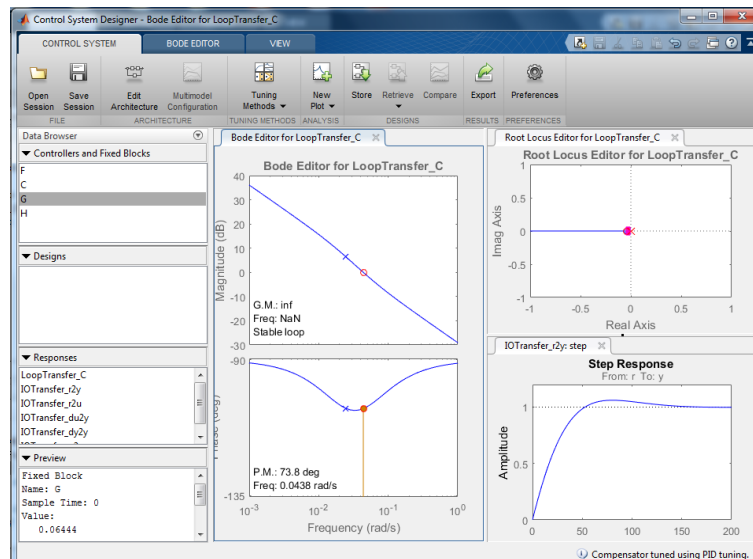 Control System Designer - Bode Editor for LoopTransfer_C
CONTROL SYSTEM
BODE EDITOR
VIEW
Open Session
Save Session
Edit Architecture
Multimodel Configuration
Tuning Methods
New Plot
Store
Retrieve
Compare
Export
Preferences
FILE
ARCHITECTURE
TUNING METHODS
ANALYSIS
DESIGNS
RESULTS
PREFERENCES
Data Browser
Controllers and Fixed Blocks
F
C
G
H
Designs
Responses
LoopTransfer_C
IOTransfer_r2y
IOTransfer_r2u
IOTransfer_du2y
IOTransfer_dy2y
Preview
Fixed Block
Name: G
Sample Time: 0
Value:
0.06444
Bode Editor for LoopTransfer_C
Bode Editor for LoopTransfer_C
Magnitude (dB)
40
30
20
10
0
-10
-20
-30
G.M.: inf
Freq: NaN
Stable loop
-90
-135
P.M.: 73.8 deg
Freq: 0.0438 rad/s
10-3
10-2
10-1
100
Frequency (rad/s)
Root Locus Editor for LoopTransfer_C
Root Locus Editor for LoopTransfer_C
Imag Axis
1
0.5
0
-0.5
-1
-1
-0.5
0
0.5
1
Real Axis
IOTransfer_r2y: step
Step Response
From: r To: y
Amplitude
1
0.5
0
0
50
100
150
200
Compensator tuned using PID tuning.